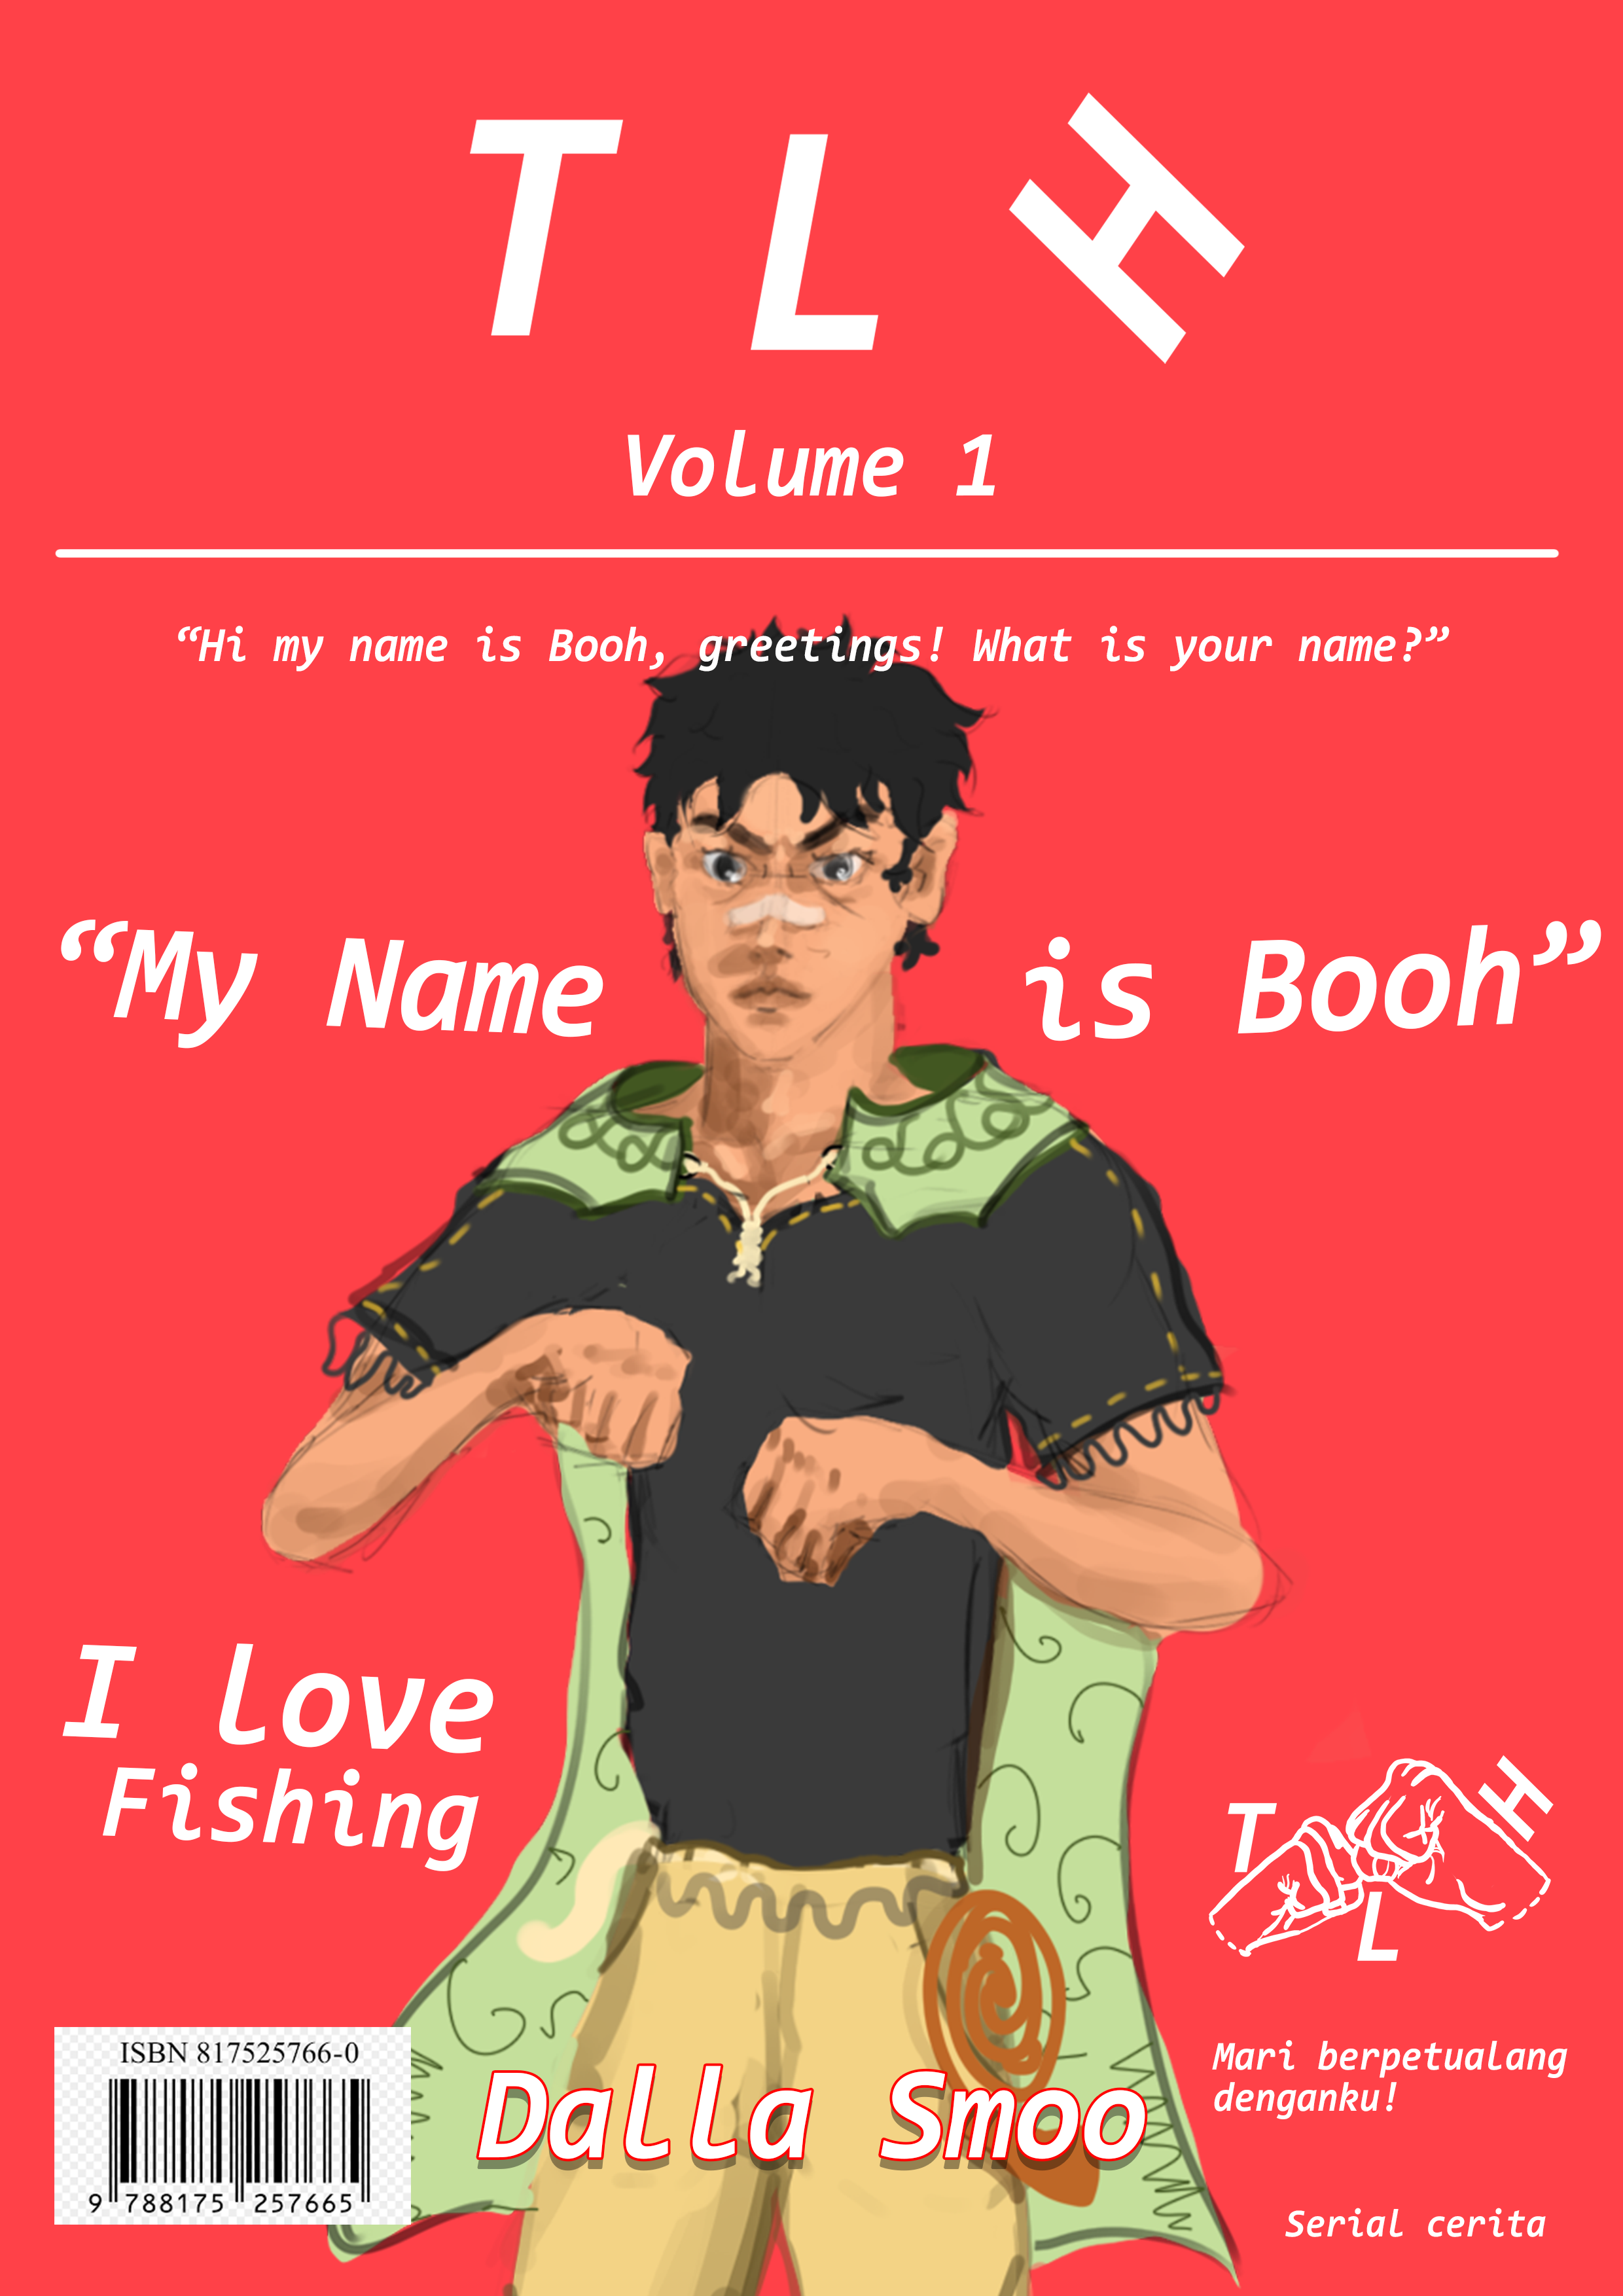 T L H
Volume 1
“Hi my name is Booh, greetings! What is your name?”
“My Name is Booh”
I love
Fishing
T L H
ISBN 817525766-0
9 788175 257665
Dalla Smoo
Mari berpetualang
denganku!
Serial cerita